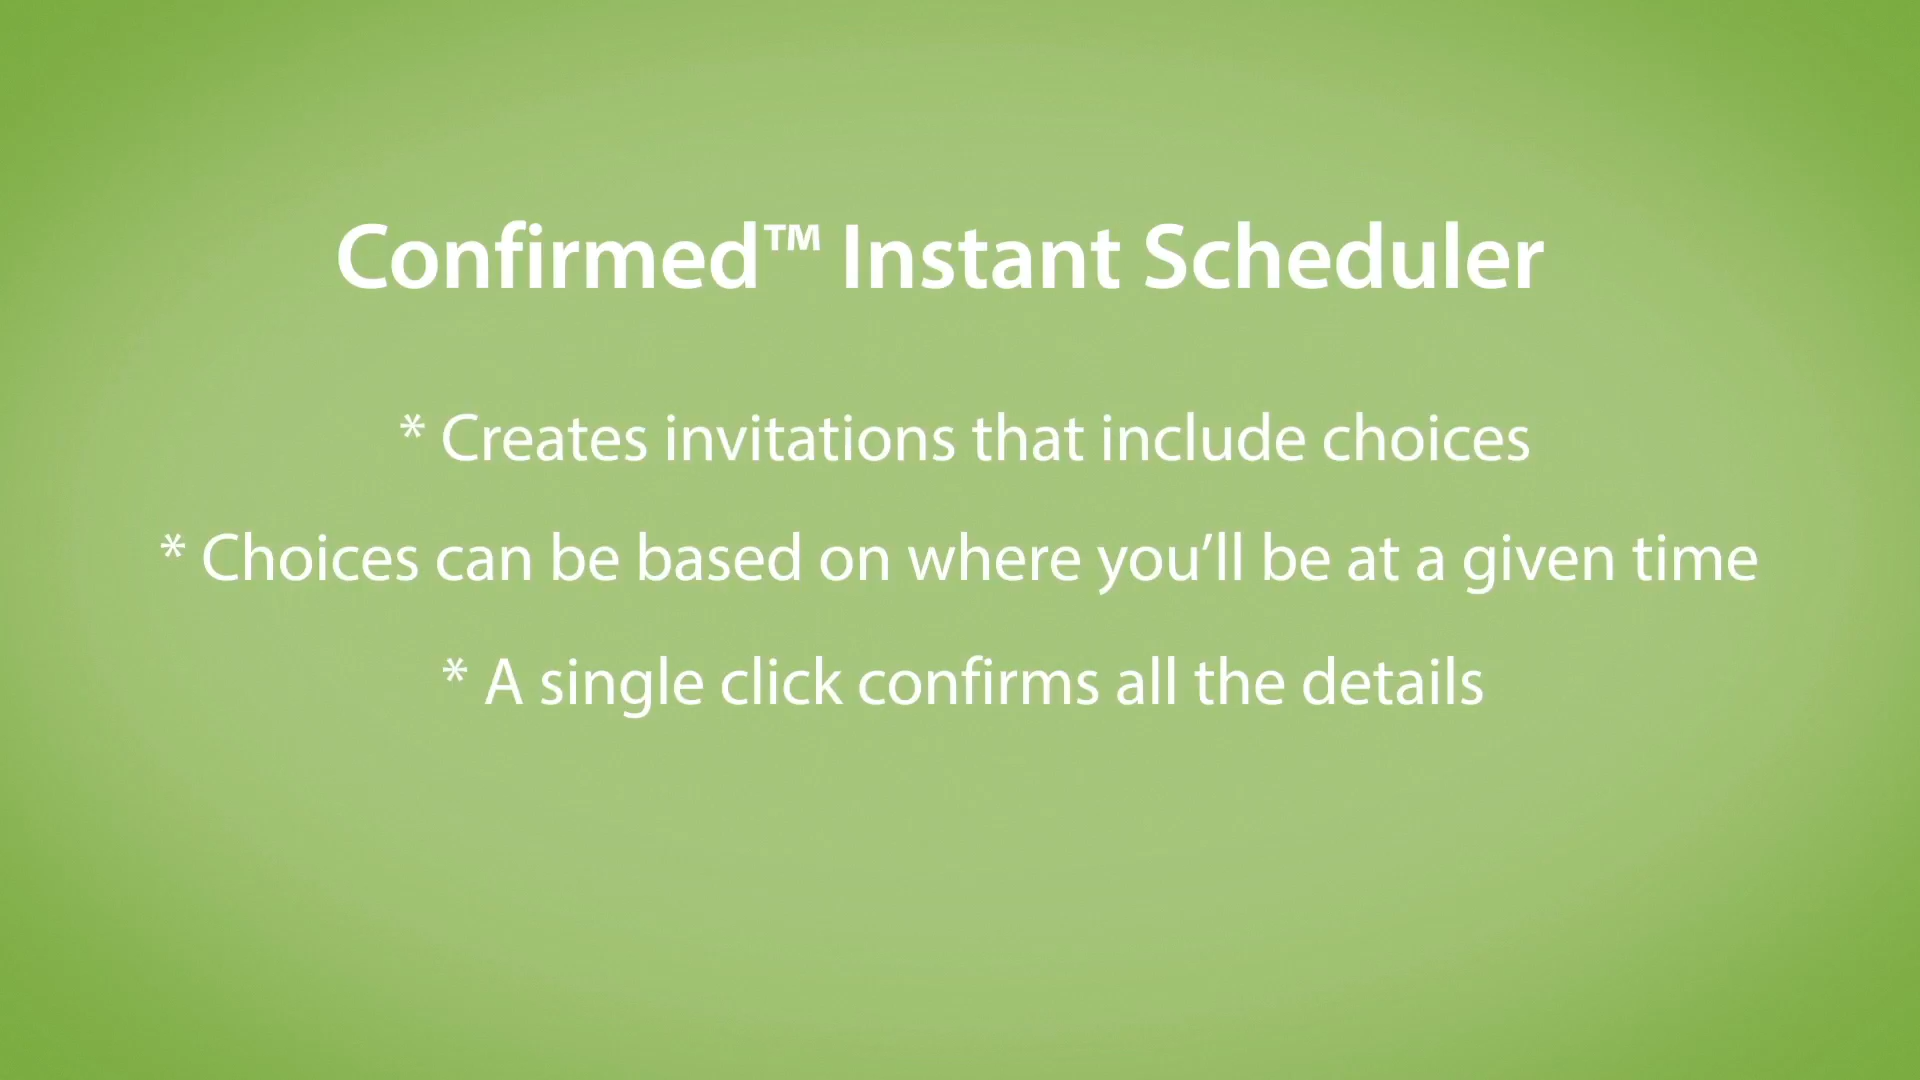 Confirmed™ Instant Scheduler
* Creates invitations that include choices
* Choices can be based on where you’ll be at a given time
* A single click confirms all the details